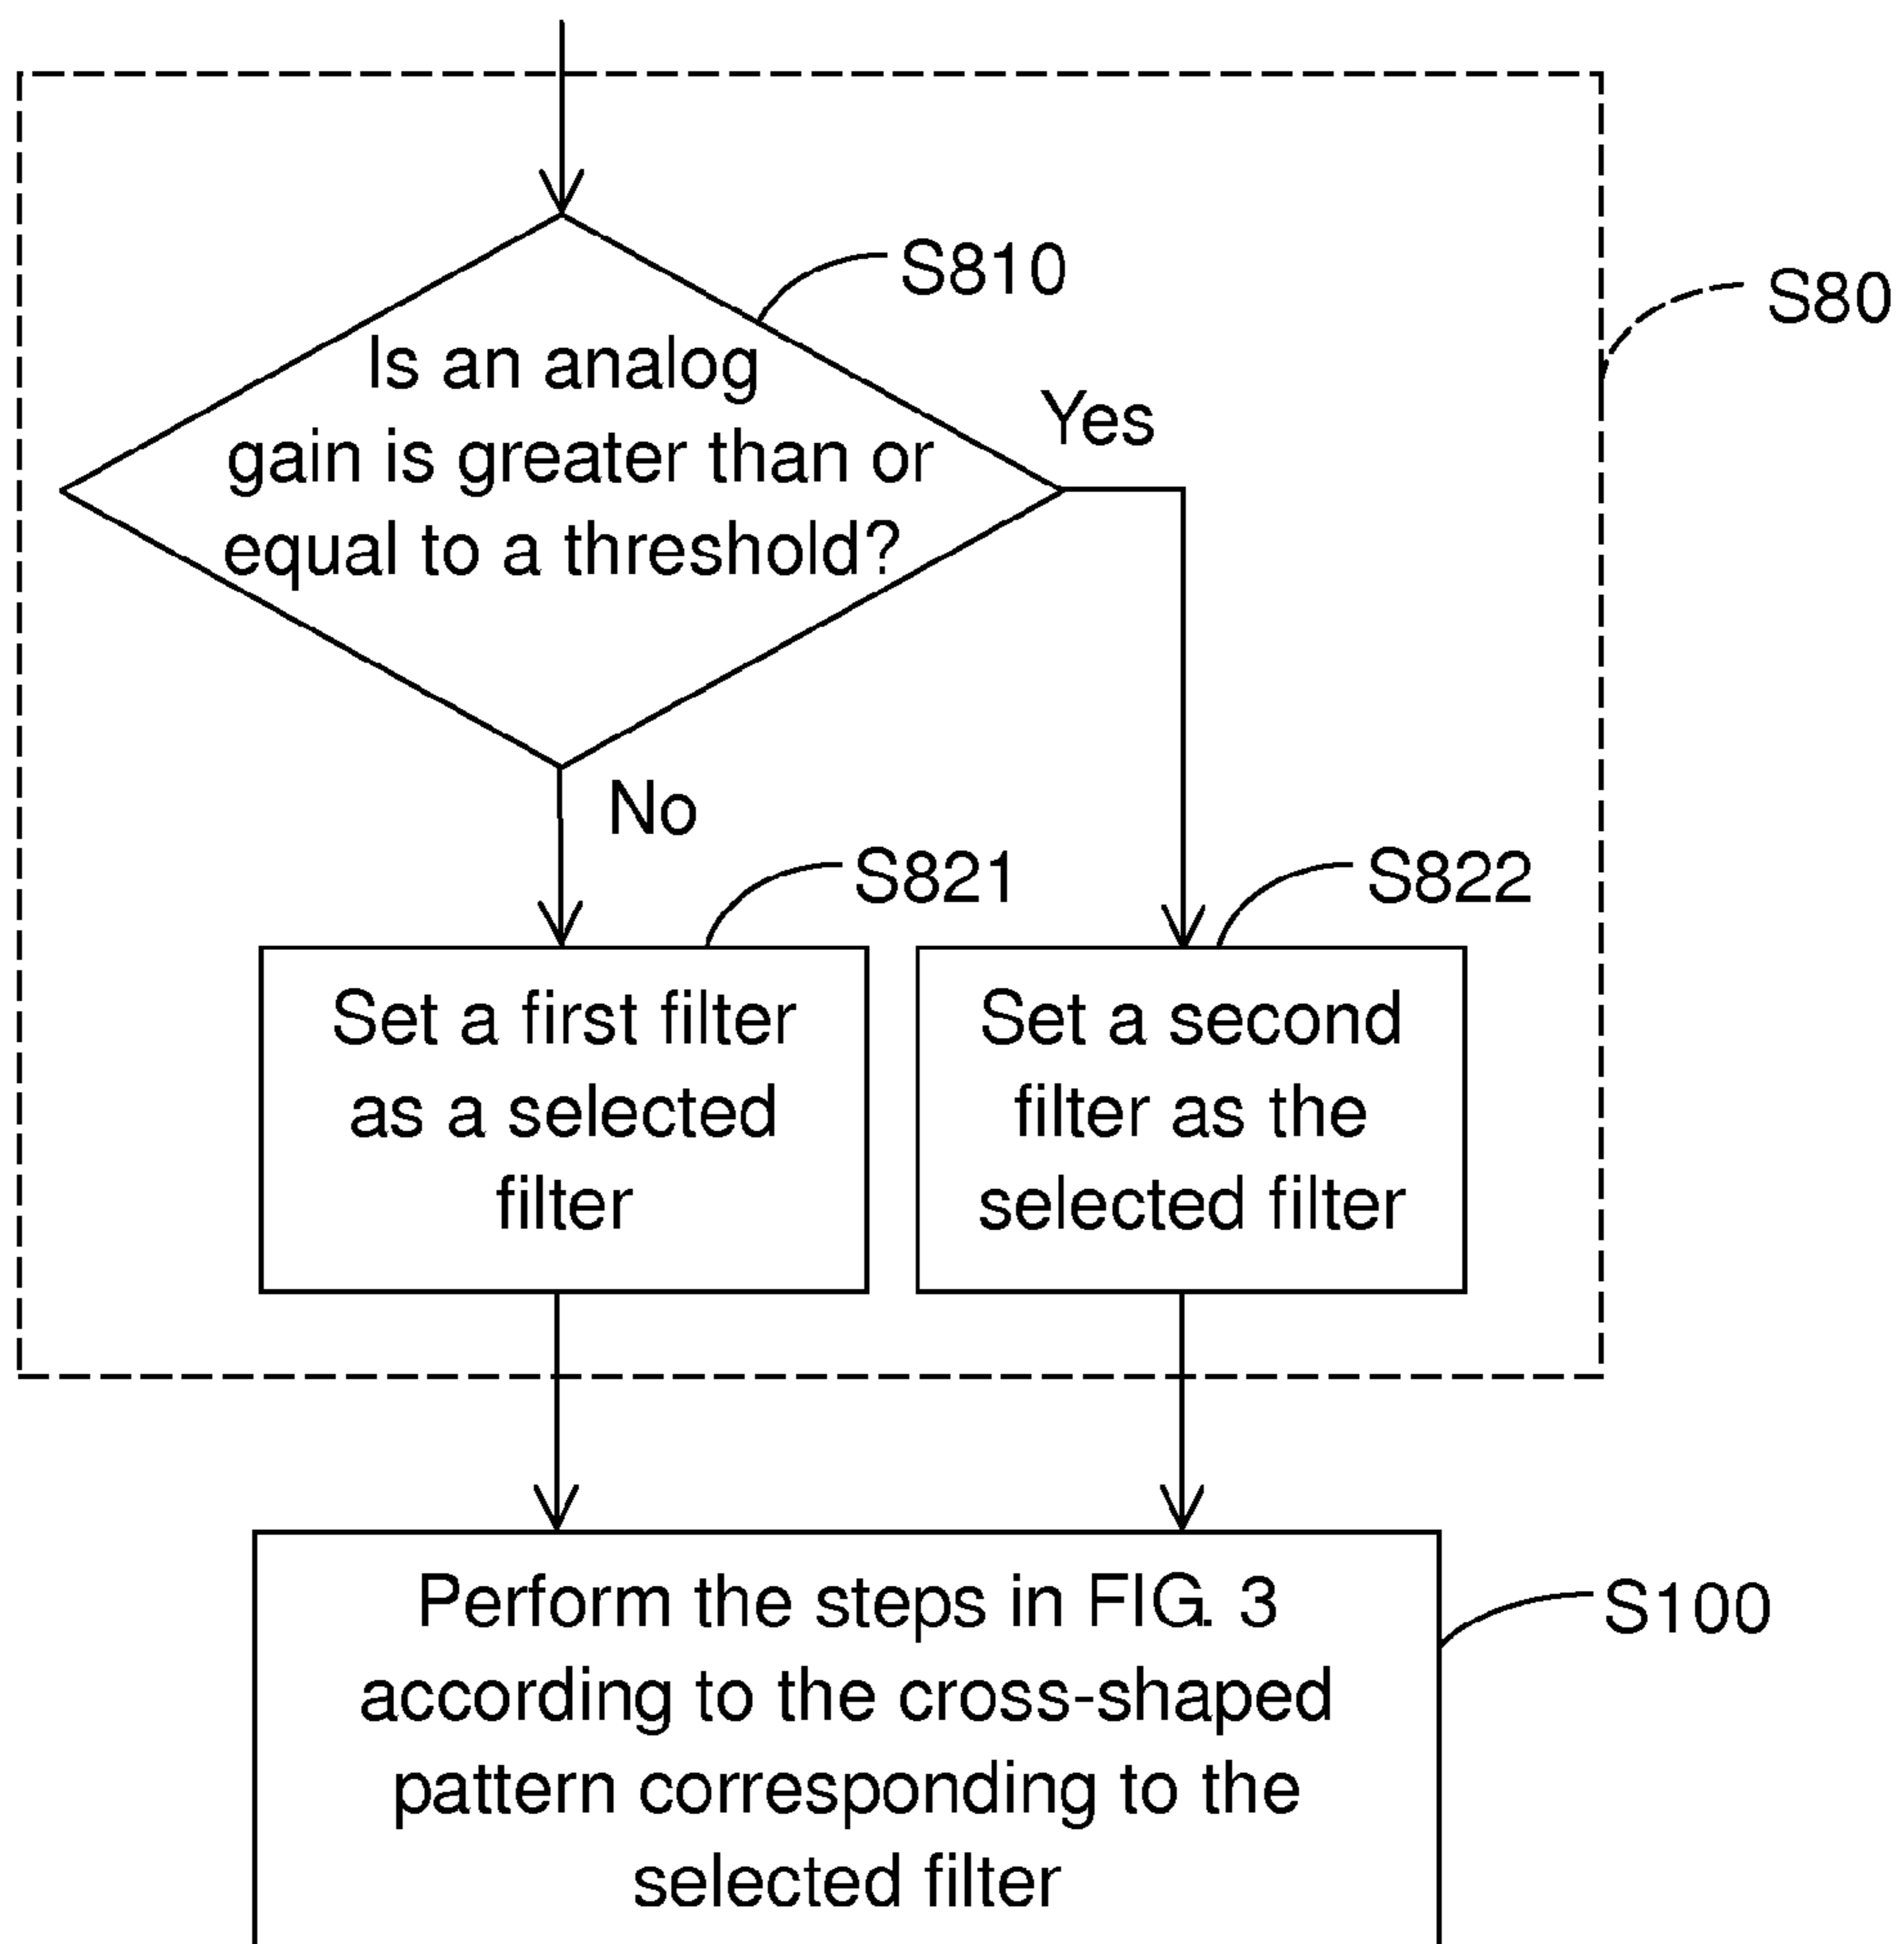 S810
S80
Is an analog
gain is greater than or
equal to a threshold?
Yes
No
S821
S822
Set a first filter
as a selected
filter
Set a second
filter as the
selected filter
Perform the steps in FIG. 3
according to the cross-shaped
pattern corresponding to the
selected filter
S100